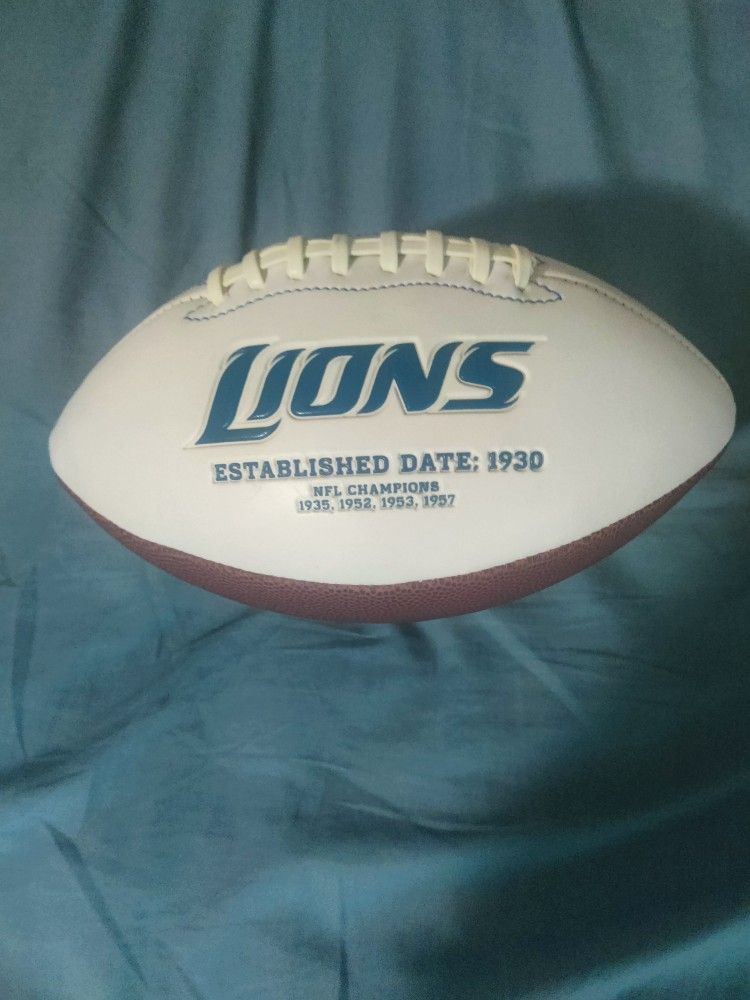 LIONS
ESTABLISHED DATE: 1930
NFL CHAMPIONS
1935, 1952, 1953, 1957